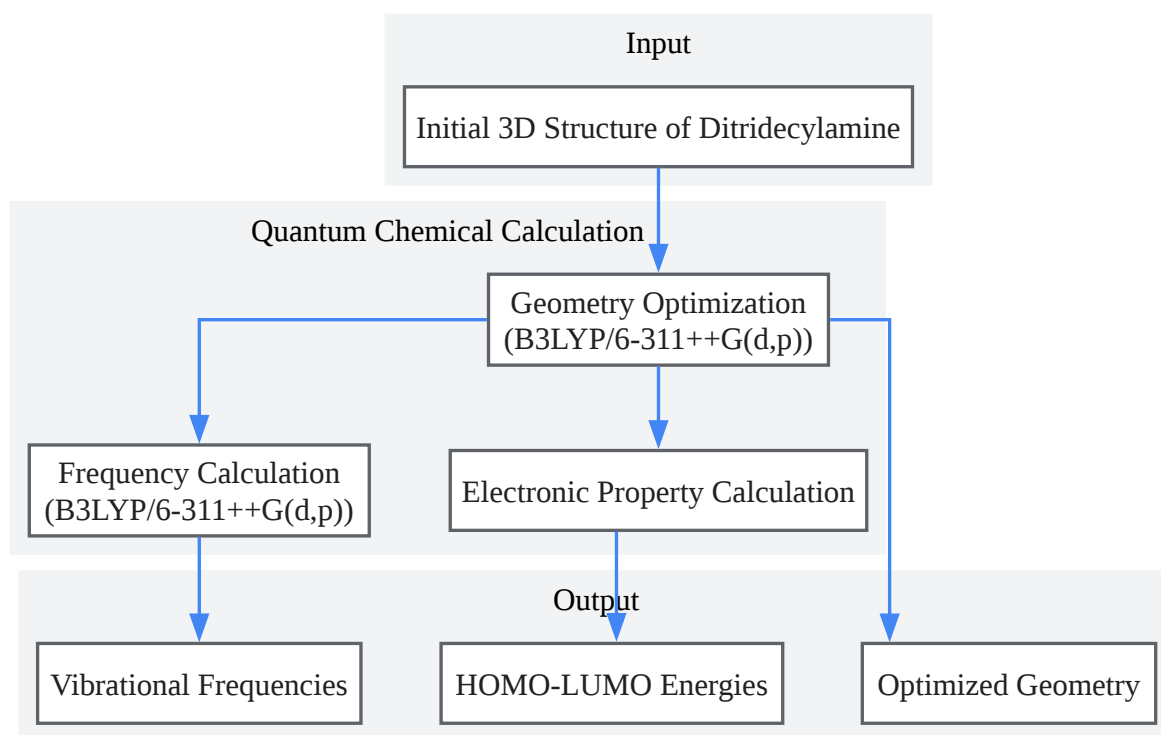 Input
Initial 3D Structure of Ditridecylamine
Quantum Chemical Calculation
Geometry Optimization
(B3LYP/6-311++G(d,p))
Frequency Calculation
(B3LYP/6-311++G(d,p))
Electronic Property Calculation
Output
Vibrational Frequencies
HOMO-LUMO Energies
Optimized Geometry